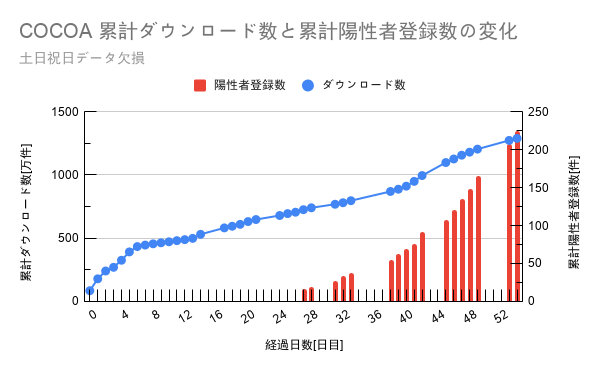 COCOA 累計ダウンロード数と累計陽性者登録数の変化
土日祝日データ欠損
陽性者登録数 ダウンロード数
累計ダウンロード数[万件]
1500
1000
500
0
250
200
150
100
50
0
累計陽性者登録数[件]
0 4 8 12 16 20 24 28 32 36 40 44 48 52
経過日数[日目]